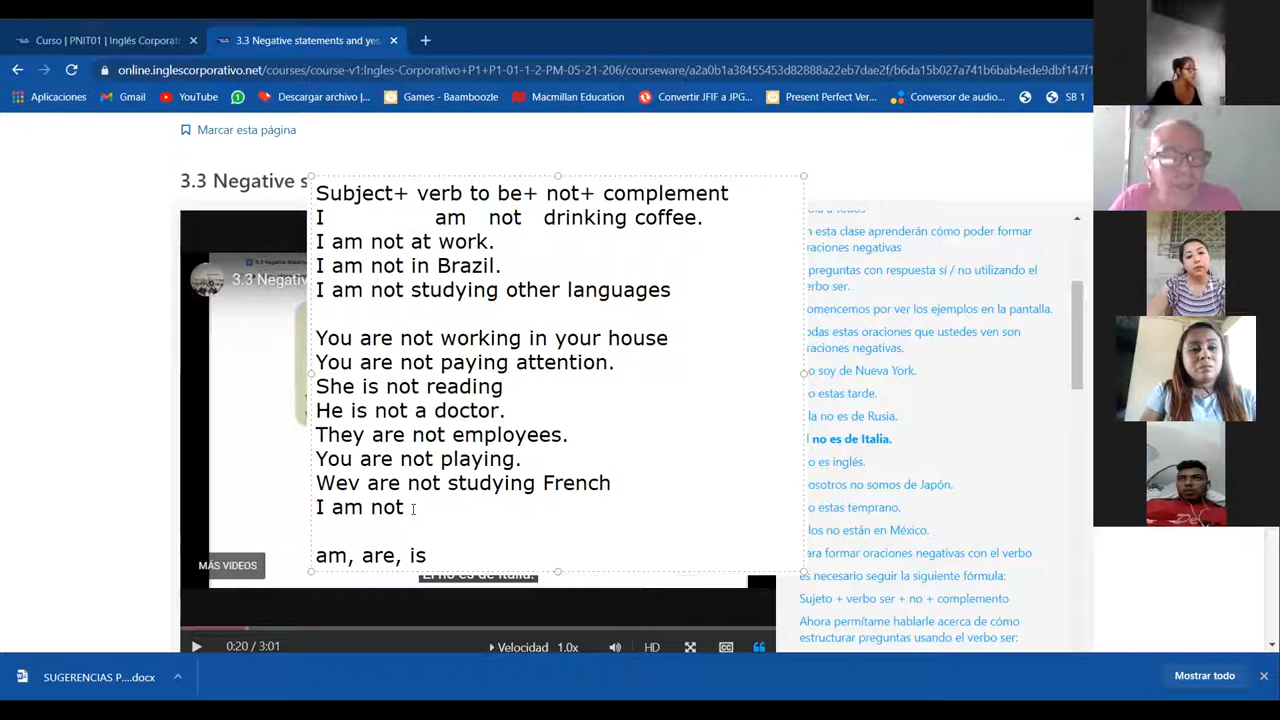 Curso | PNIT01 | Inglés Corporat
3.3 Negative statements and yes,
online.inglescorporativo.net/courses/course-v1:Ingles-Corporativo+P1+P1-01-1-2-PM-05-21-206/courseware/a2a0b1a38455453d82888a22eb7dae2f/b6da15b027a741b6bab4ede9dbf147f1
Aplicaciones
Gmail
YouTube
Descargar archivo |...
Games - Baamboozle
Macmillan Education
Convertir JFIF a JPG...
Present Perfect Ver...
Conversor de audio...
SB 1
Marcar esta página
3.3 Negative s
3.3 Negativ
Subject+ verb to be+ not+ complement
I am not drinking coffee.
I am not at work.
I am not in Brazil.
I am not studying other languages
You are not working in your house
You are not paying attention.
She is not reading
He is not a doctor.
They are not employees.
You are not playing.
Wev are not studying French
I am not
am, are, is
El no es de Italia.
MÁS VIDEOS
0:20 / 3:01
Velocidad 1.0x
HD
ola a todos
n esta clase aprenderán cómo poder formar
raciones negativas
preguntas con respuesta sí / no utilizando el
erbo ser.
omencemos por ver los ejemplos en la pantalla.
odas estas oraciones que ustedes ven son
raciones negativas.
o soy de Nueva York.
o estas tarde.
la no es de Rusia.
l no es de Italia.
o es inglés.
osotros no somos de Japón.
o estas temprano.
los no están en México.
ara formar oraciones negativas con el verbo
es necesario seguir la siguiente fórmula:
Sujeto + verbo ser + no + complemento
Ahora permítame hablarle acerca de cómo
estructurar preguntas usando el verbo ser:
SUGERENCIAS P....docx
Mostrar todo